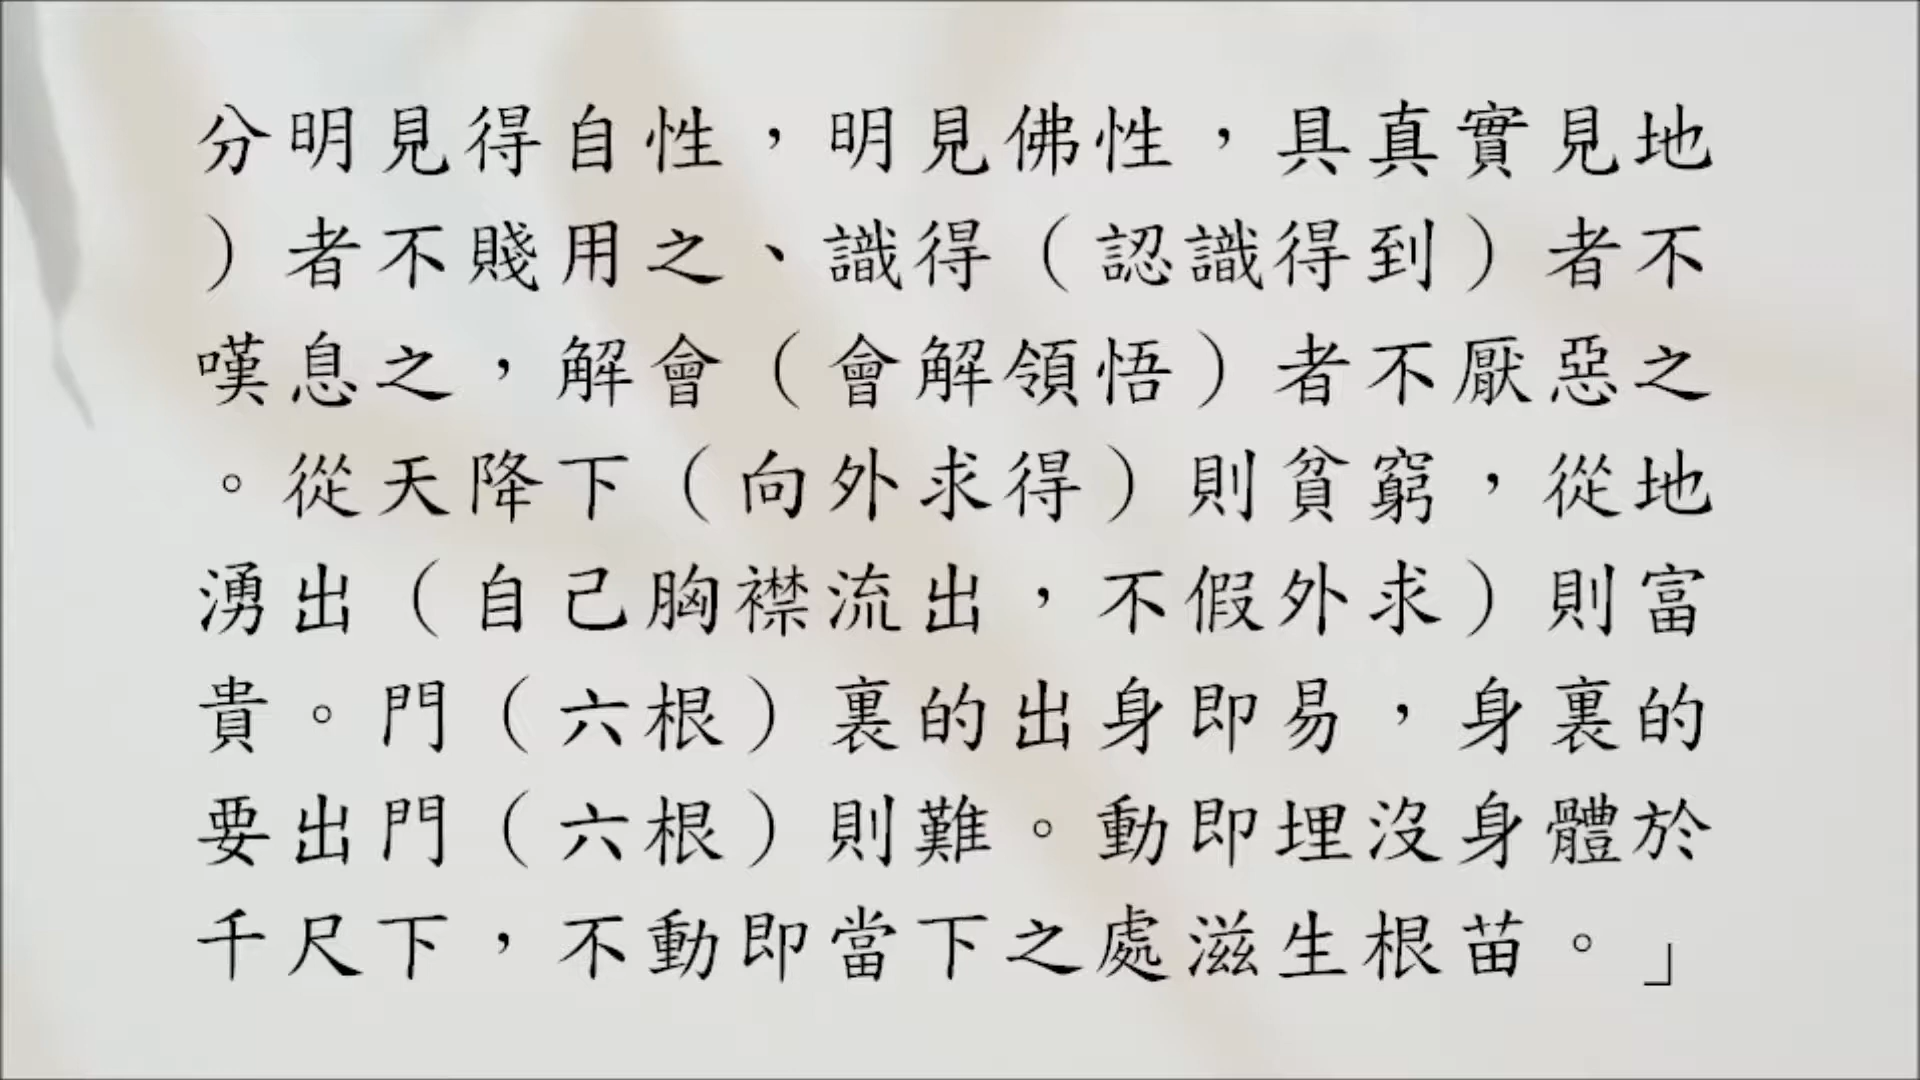 分明見得自性，明見佛性，具真實見地
）者不賤用之、識得（認識得到）者不
嘆息之，解會（會解領悟）者不厭惡之
。從天降下（向外求得）則貧窮，從地
湧出（自己胸襟流出，不假外求）則富
貴。門（六根）裏的出身即易，身裏的
要出門（六根）則難。動即埋沒身體於
千尺下，不動即當下之處滋生根苗。」